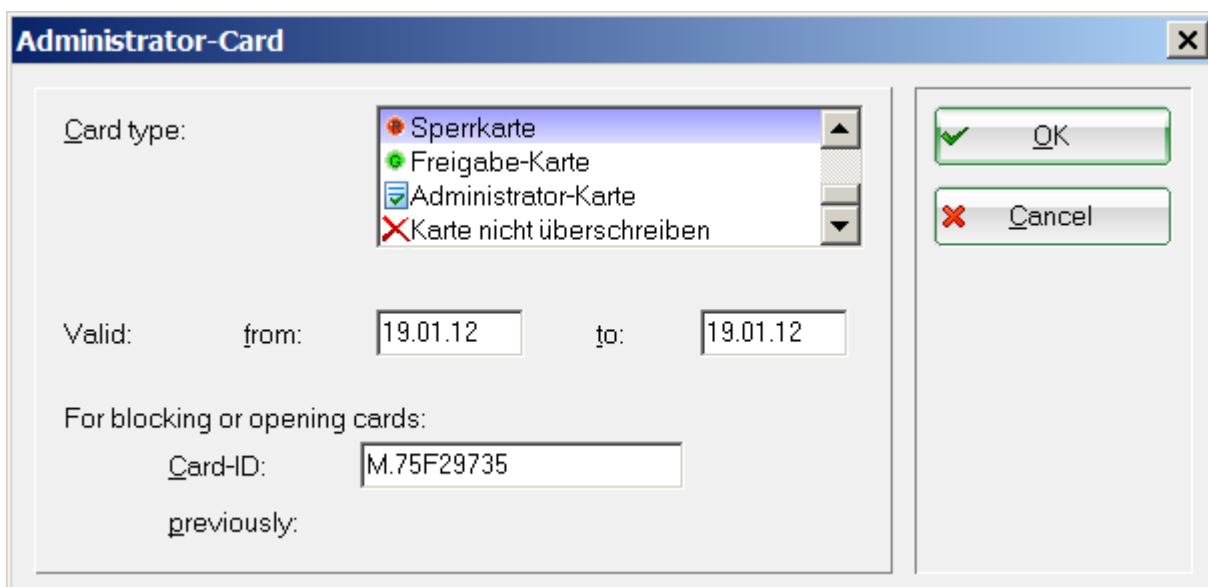 Administrator-Card
Card type:
Sperrkarte
Freigabe-Karte
Administrator-Karte
Karte nicht überschreiben
OK
Cancel
Valid: from: 19.01.12 to: 19.01.12
For blocking or opening cards:
Card-ID: M.75F29735
previously: